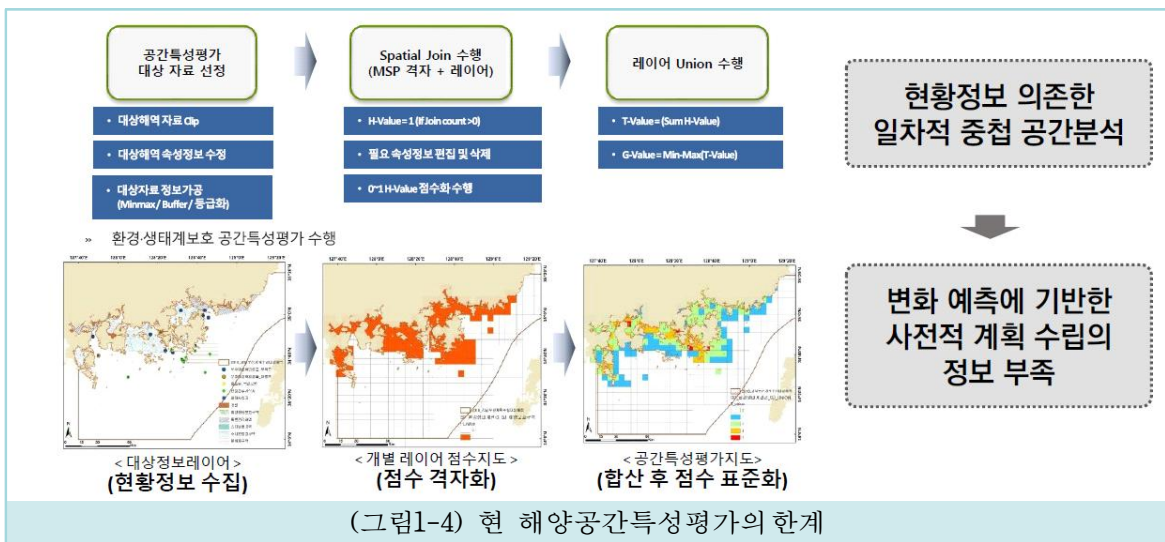 공간특성평가
대상 자료 선정
Spatial Join 수행
(MSP 격자 + 레이어)
레이어 Union 수행
• 대상해역 자료 Clip
• 대상해역 속성정보 수정
• 대상자료 정보가공
(Minmax / Buffer / 등급화)
• H-Value = 1 (If Join count >0)
• 필요 속성정보 편집 및 삭제
• 0~1 H-Value 점수화 수행
• T-Value = (Sum H-Value)
• G-Value = Min-Max(T-Value)
» 환경·생태계보호 공간특성평가 수행
< 대상정보레이어 >
(현황정보 수집)
< 개별 레이어 점수지도 >
(점수 격자화)
< 공간특성평가지도 >
(합산 후 점수 표준화)
현황정보 의존한
일차적 중첩 공간분석
변화 예측에 기반한
사전적 계획 수립의
정보 부족
(그림1-4) 현 해양공간특성평가의한계